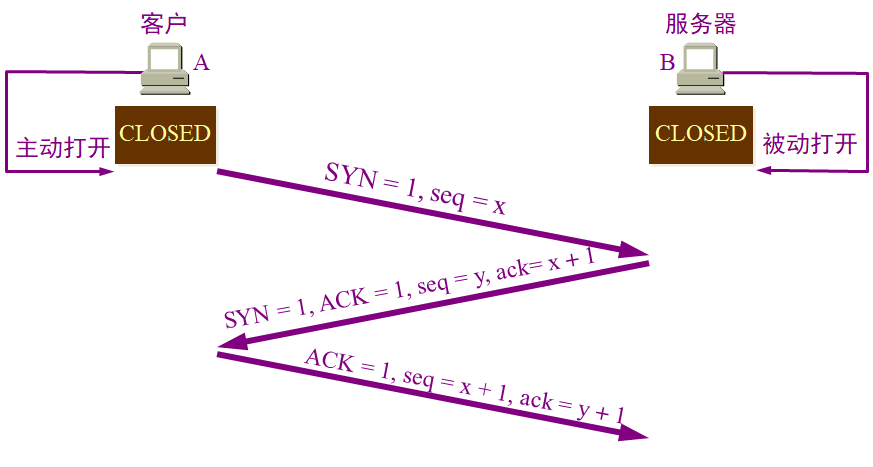 客户
服务器
A
B
CLOSED
CLOSED
主动打开
被动打开
SYN = 1, seq = x
SYN = 1, ACK = 1, seq = y, ack= x + 1
ACK = 1, seq = x + 1, ack = y + 1